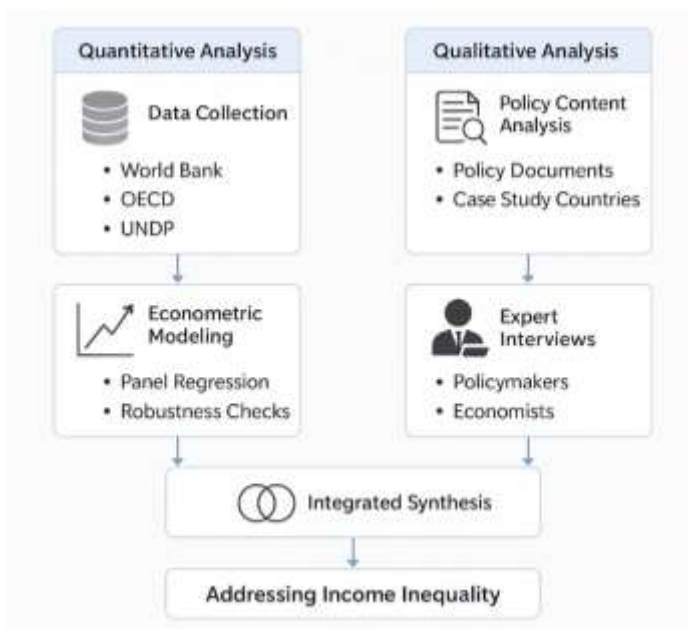 Quantitative Analysis
Data Collection
• World Bank
• OECD
• UNDP
Econometric
Modeling
• Panel Regression
• Robustness Checks
Qualitative Analysis
Policy Content
Analysis
• Policy Documents
• Case Study Countries
Expert
Interviews
• Policymakers
• Economists
Integrated Synthesis
Addressing Income Inequality